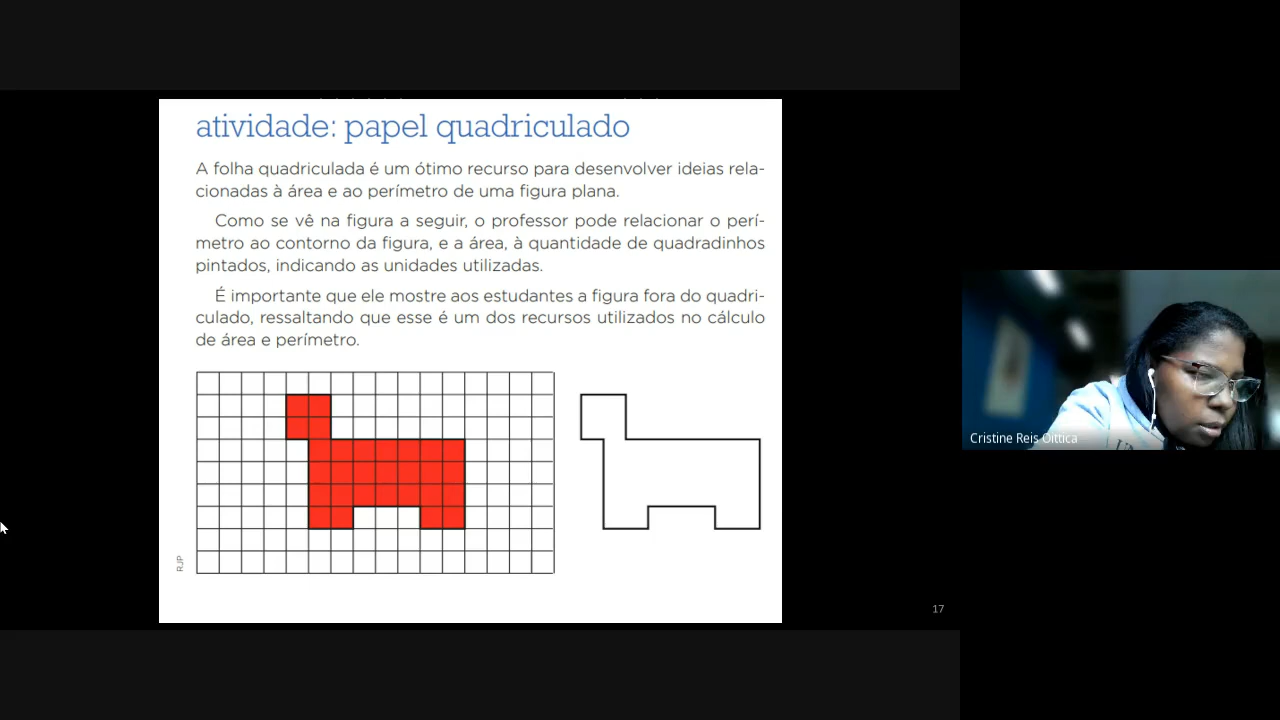 atividade: papel quadriculado
A folha quadriculada é um ótimo recurso para desenvolver ideias rela-
cionadas à área e ao perímetro de uma figura plana.
Como se vê na figura a seguir, o professor pode relacionar o perí-
metro ao contorno da figura, e a área, à quantidade de quadradinhos
pintados, indicando as unidades utilizadas.
É importante que ele mostre aos estudantes a figura fora do quadri-
culado, ressaltando que esse é um dos recursos utilizados no cálculo
de área e perímetro.
RJP
17
Cristine Reis Oittica